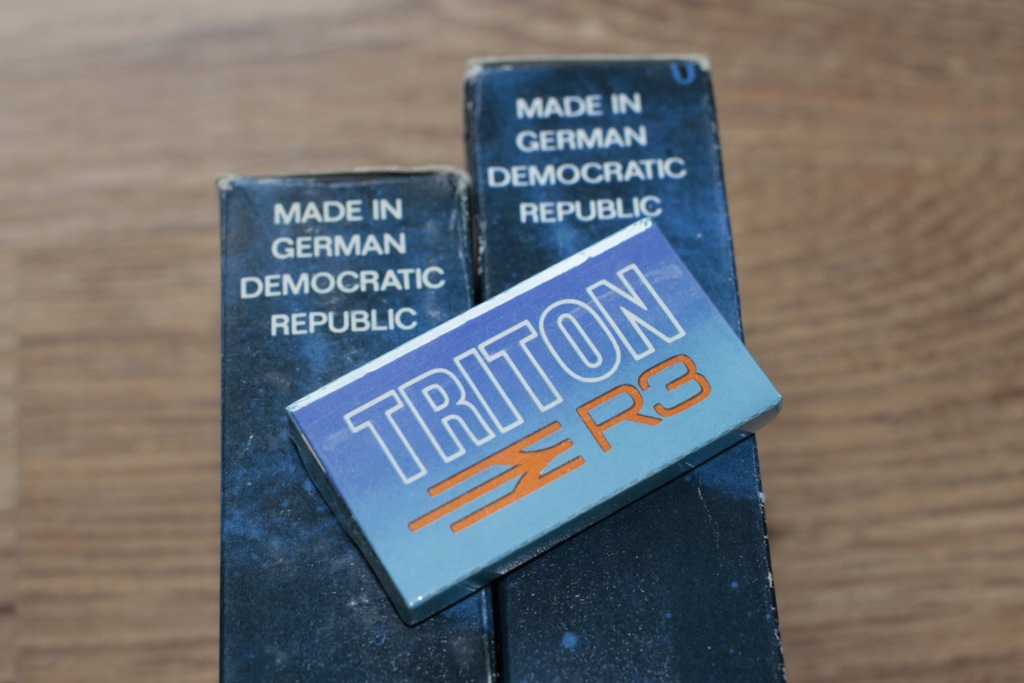 MADE IN
GERMAN
DEMOCRATIC
REPUBLIC
MADE IN
GERMAN
DEMOCRATIC
REPUBLIC
TRITON
R3